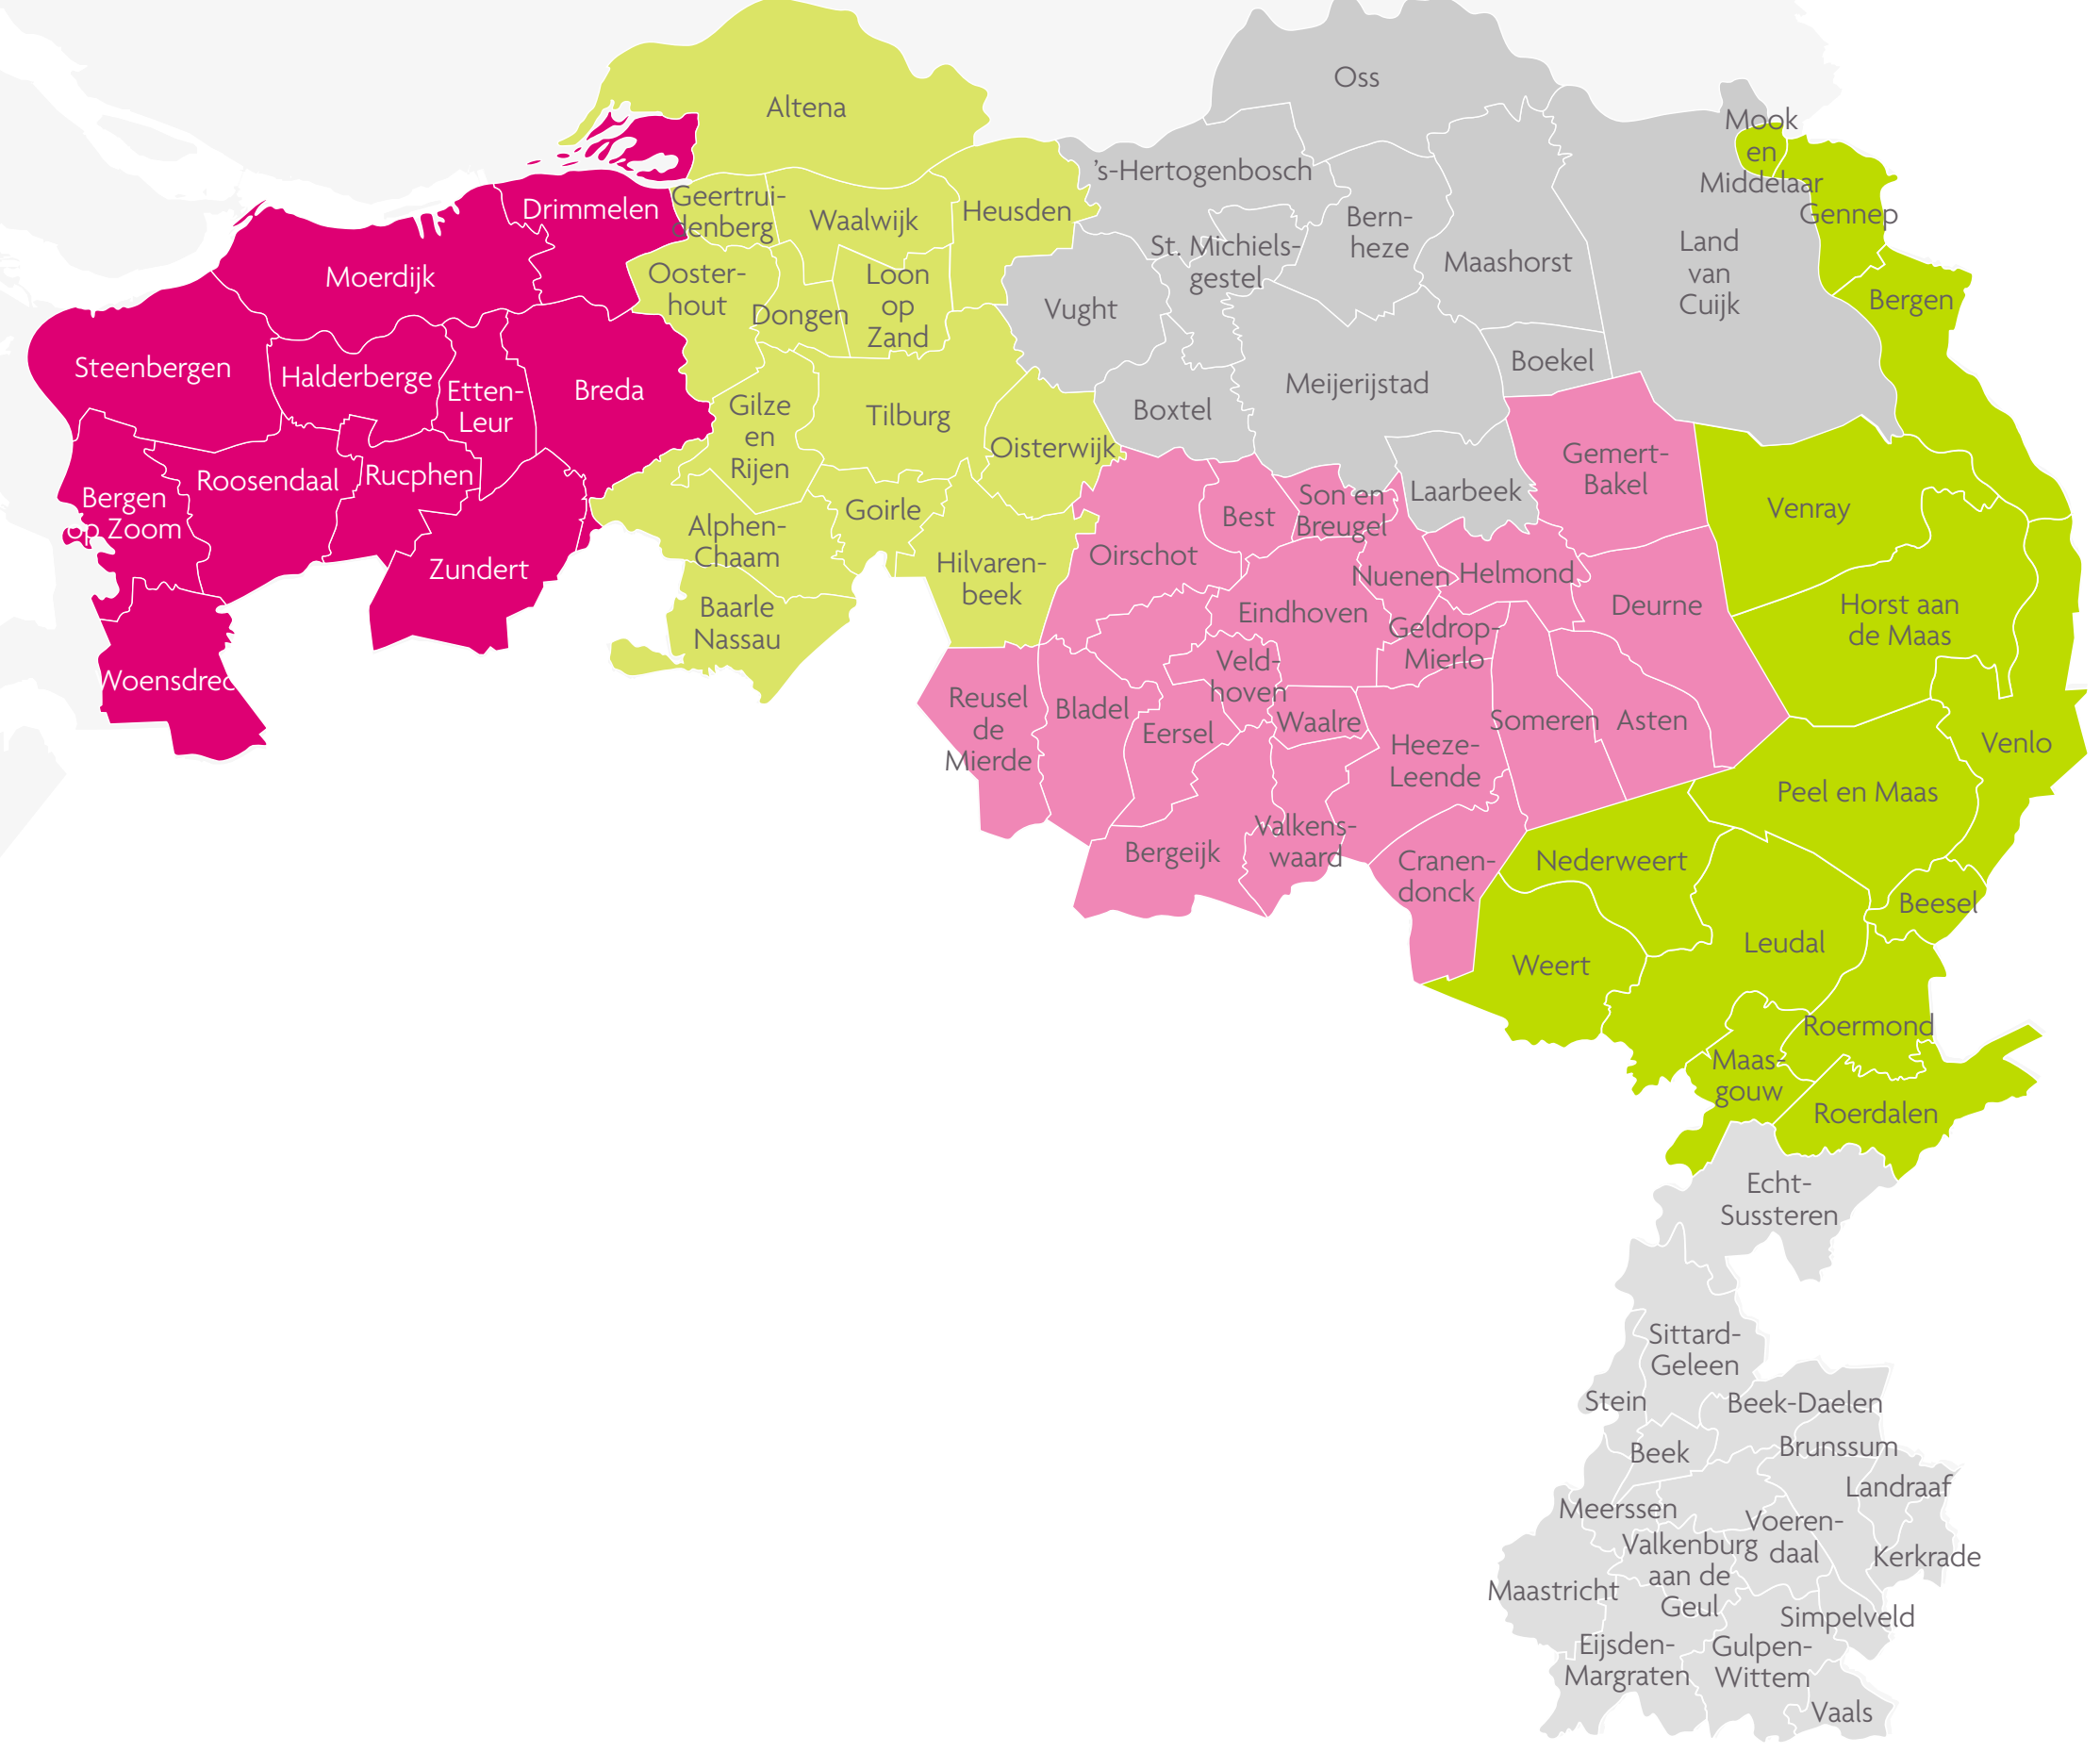 Oss
Altena
Mook
en
Middelaar
's-Hertogenbosch
Geertrui-
denberg
Drimmelen
Waalwijk
Heusden
Bern-
heze
Gennep
St. Michiels-
gestel
Maashorst
Land
van
Cuijk
Moerdijk
Ooster-
hout
Dongen
Loon
op
Zand
Vught
Bergen
Steenbergen
Halderberge
Etten-
Leur
Breda
Gilze
en
Rijen
Tilburg
Oisterwijk
Boxtel
Meijerijstad
Boekel
Gemert-
Bakel
Laarbeek
Roosendaal
Rucphen
Bergen
op Zoom
Zundert
Alphen-
Chaam
Goirle
Hilvaren-
beek
Baarle
Nassau
Oirschot
Best
Son en
Breugel
Nuenen
Helmond
Venray
Eindhoven
Geldrop-
Mierlo
Deurne
Horst aan
de Maas
Woensdrec
Reusel
de
Mierde
Bladel
Eersel
Veld-
hoven
Waalre
Heeze-
Leende
Someren
Asten
Venlo
Peel en Maas
Bergeijk
Valkens-
waard
Cranen-
donck
Nederweert
Beesel
Weert
Leudal
Roermond
Maas-
gouw
Roerdalen
Echt-
Sussteren
Sittard-
Geleen
Stein
Beek-Daelen
Beek
Brunssum
Landraaf
Meerssen
Voeren-
daal
Valkenburg
aan de
Geul
Kerkrade
Maastricht
Simpelveld
Eijsden-
Margraten
Gulpen-
Wittem
Vaals